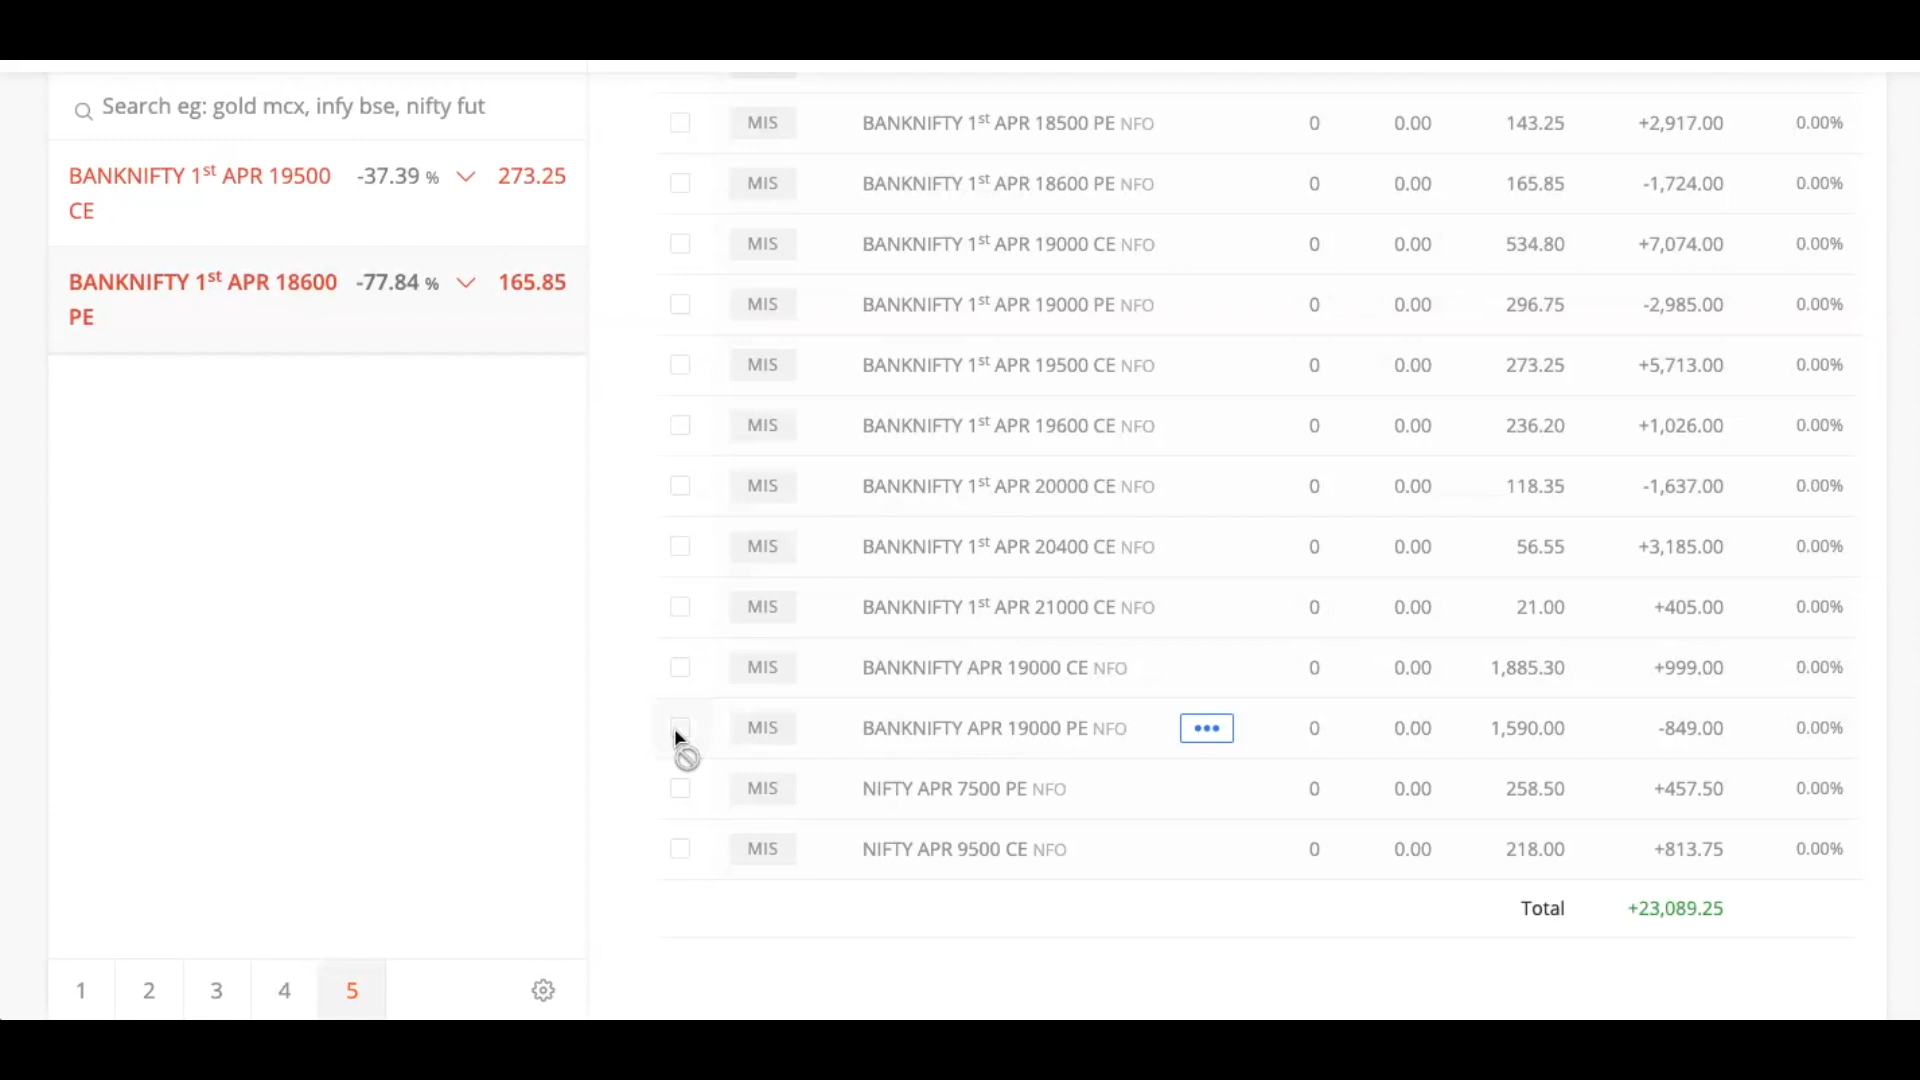 Search eg: gold mcx, infy bse, nifty fut
BANKNIFTY 1st APR 19500 CE -37.39 % 273.25
BANKNIFTY 1st APR 18600 PE -77.84 % 165.85
1 2 3 4 5
MIS BANKNIFTY 1st APR 18500 PE NFO 0 0.00 143.25 +2,917.00 0.00%
MIS BANKNIFTY 1st APR 18600 PE NFO 0 0.00 165.85 -1,724.00 0.00%
MIS BANKNIFTY 1st APR 19000 CE NFO 0 0.00 534.80 +7,074.00 0.00%
MIS BANKNIFTY 1st APR 19000 PE NFO 0 0.00 296.75 -2,985.00 0.00%
MIS BANKNIFTY 1st APR 19500 CE NFO 0 0.00 273.25 +5,713.00 0.00%
MIS BANKNIFTY 1st APR 19600 CE NFO 0 0.00 236.20 +1,026.00 0.00%
MIS BANKNIFTY 1st APR 20000 CE NFO 0 0.00 118.35 -1,637.00 0.00%
MIS BANKNIFTY 1st APR 20400 CE NFO 0 0.00 56.55 +3,185.00 0.00%
MIS BANKNIFTY 1st APR 21000 CE NFO 0 0.00 21.00 +405.00 0.00%
MIS BANKNIFTY APR 19000 CE NFO 0 0.00 1,885.30 +999.00 0.00%
MIS BANKNIFTY APR 19000 PE NFO 0 0.00 1,590.00 -849.00 0.00%
MIS NIFTY APR 7500 PE NFO 0 0.00 258.50 +457.50 0.00%
MIS NIFTY APR 9500 CE NFO 0 0.00 218.00 +813.75 0.00%
Total +23,089.25